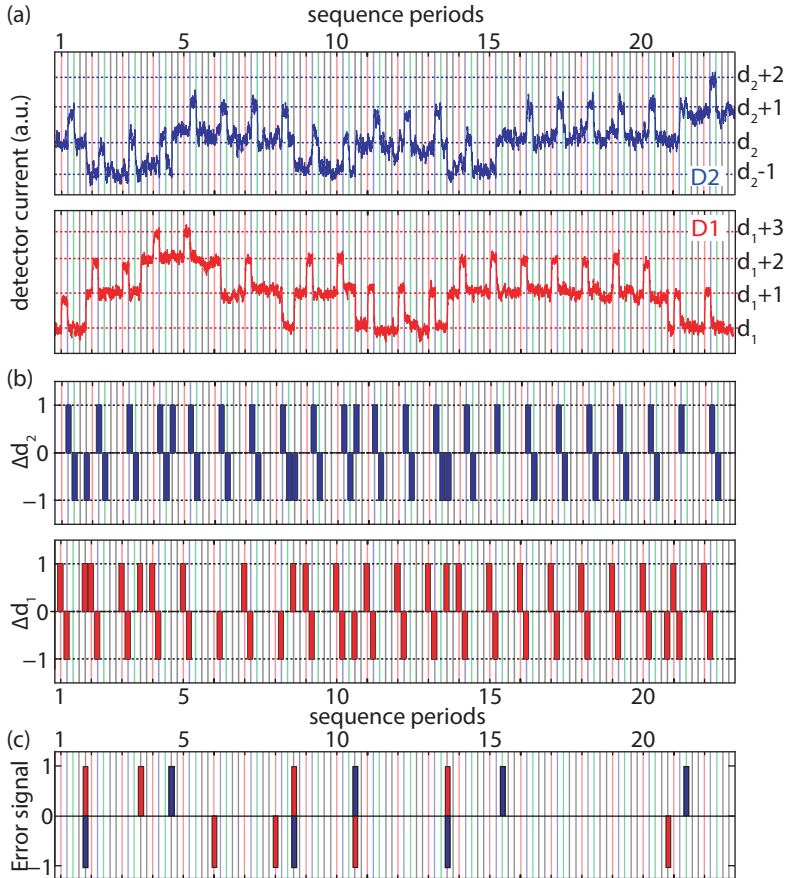 (a)
sequence periods
1 5 10 15 20
detector current (a.u.)
d2+2
d2+1
d2
d2-1
D2
D1
d1+3
d1+2
d1+1
d1
(b)
Δd2
1
0
−1
Δd1
1
0
−1
1 5 10 15 20
sequence periods
(c)
1 5 10 15 20
Error signal
1
0
−1